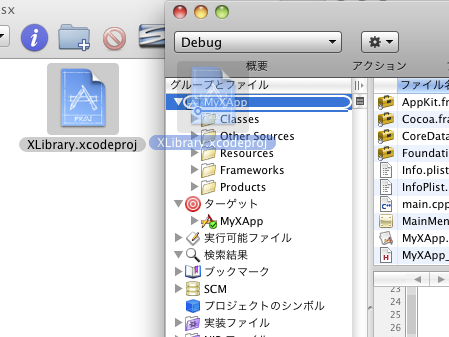 sx
PROJ
XLibrary.xcodeproj
Debug
概要
アクション
グループとファイル
ファイル名
MyXApp
XLibrary.xcodeproj
Classes
Other Sources
Resources
Frameworks
Products
ターゲット
MyXApp
実行可能ファイル
検索結果
ブックマーク
SCM
プロジェクトのシンボル
実装ファイル
AppKit.fr
Cocoa.fra
CoreData
Foundati
Info.plist
InfoPlist.
main.cpp
MainMen
MyXApp.
MyXApp_
23
24
25
26